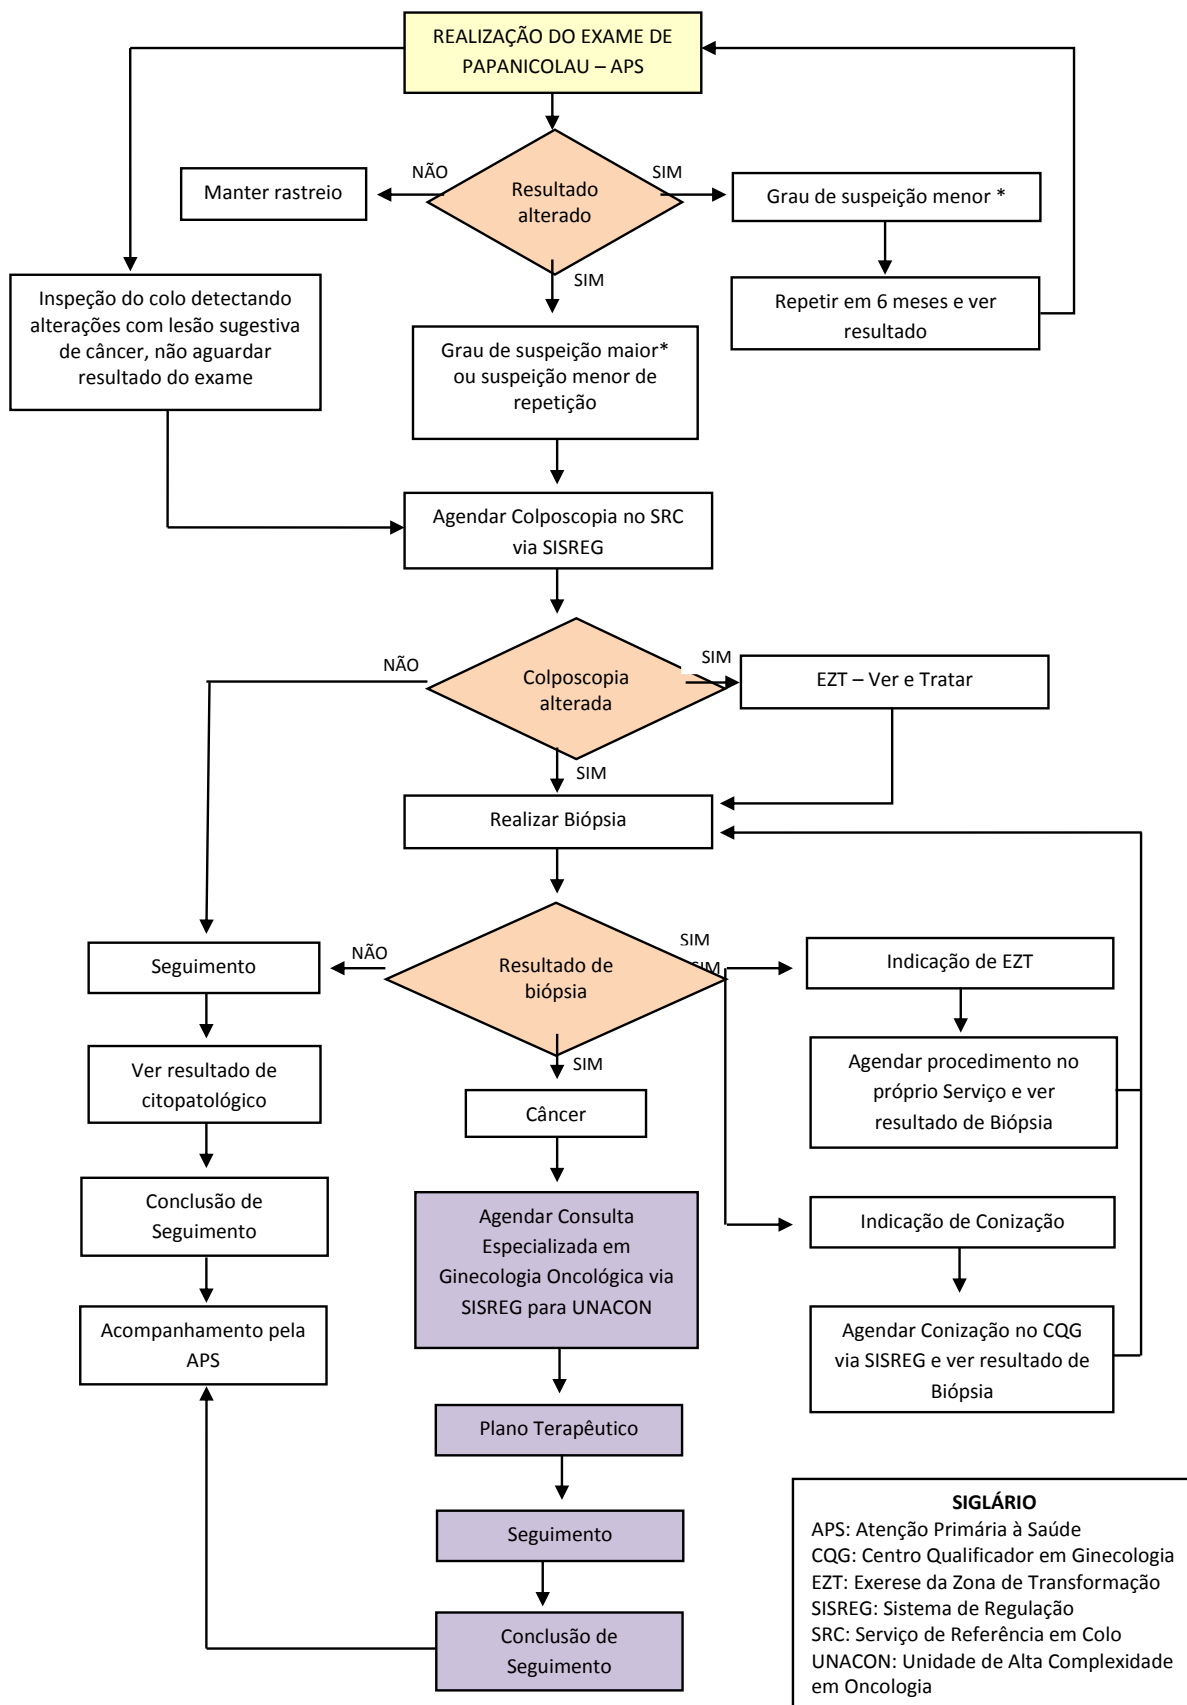 REALIZAÇÃO DO EXAME DE
PAPANICOLAU – APS
NÃO
SIM
Resultado
alterado
Manter rastreio
Grau de suspeição menor *
SIM
Inspeção do colo detectando
alterações com lesão sugestiva
de câncer, não aguardar
resultado do exame
Repetir em 6 meses e ver
resultado
Grau de suspeição maior*
ou suspeição menor de
repetição
Agendar Colposcopia no SRC
via SISREG
NÃO
SIM
Colposcopia
alterada
EZT – Ver e Tratar
SIM
Realizar Biópsia
NÃO
SIM
SIM
Resultado de
biópsia
Seguimento
Indicação de EZT
SIM
Ver resultado de
citopatológico
Câncer
Agendar procedimento no
próprio Serviço e ver
resultado de Biópsia
Conclusão de
Seguimento
Agendar Consulta
Especializada em
Ginecologia Oncológica via
SISREG para UNACON
Indicação de Conização
Acompanhamento pela
APS
Agendar Conização no CQG
via SISREG e ver resultado de
Biópsia
Plano Terapêutico
Seguimento
Conclusão de
Seguimento
SIGLÁRIO
APS: Atenção Primária à Saúde
CQG: Centro Qualificador em Ginecologia
EZT: Exerese da Zona de Transformação
SISREG: Sistema de Regulação
SRC: Serviço de Referência em Colo
UNACON: Unidade de Alta Complexidade
em Oncologia